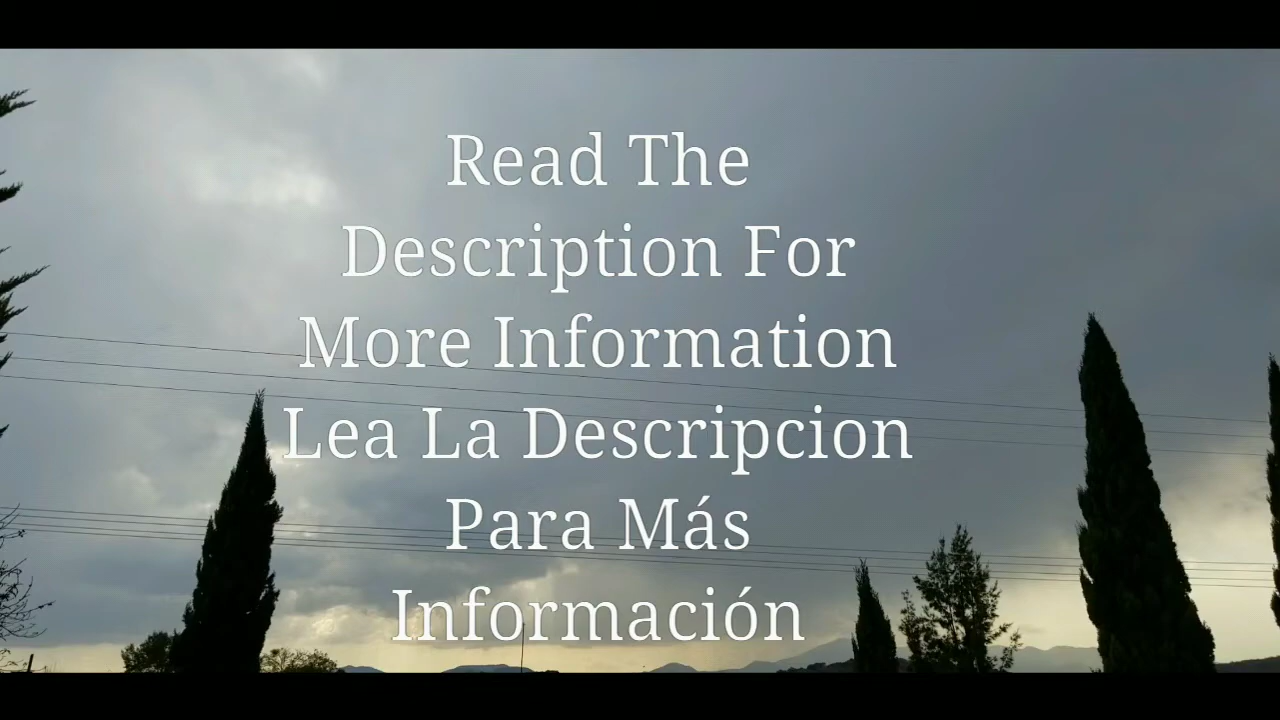 Read The
Description For
More Information
Lea La Descripcion
Para Más
Información